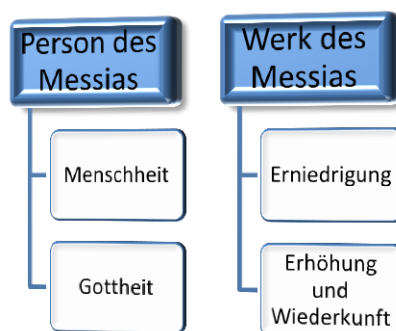 Person des
Messias
Menschheit
Gottheit
Werk des
Messias
Erniedrigung
Erhöhung
und
Wiederkunft